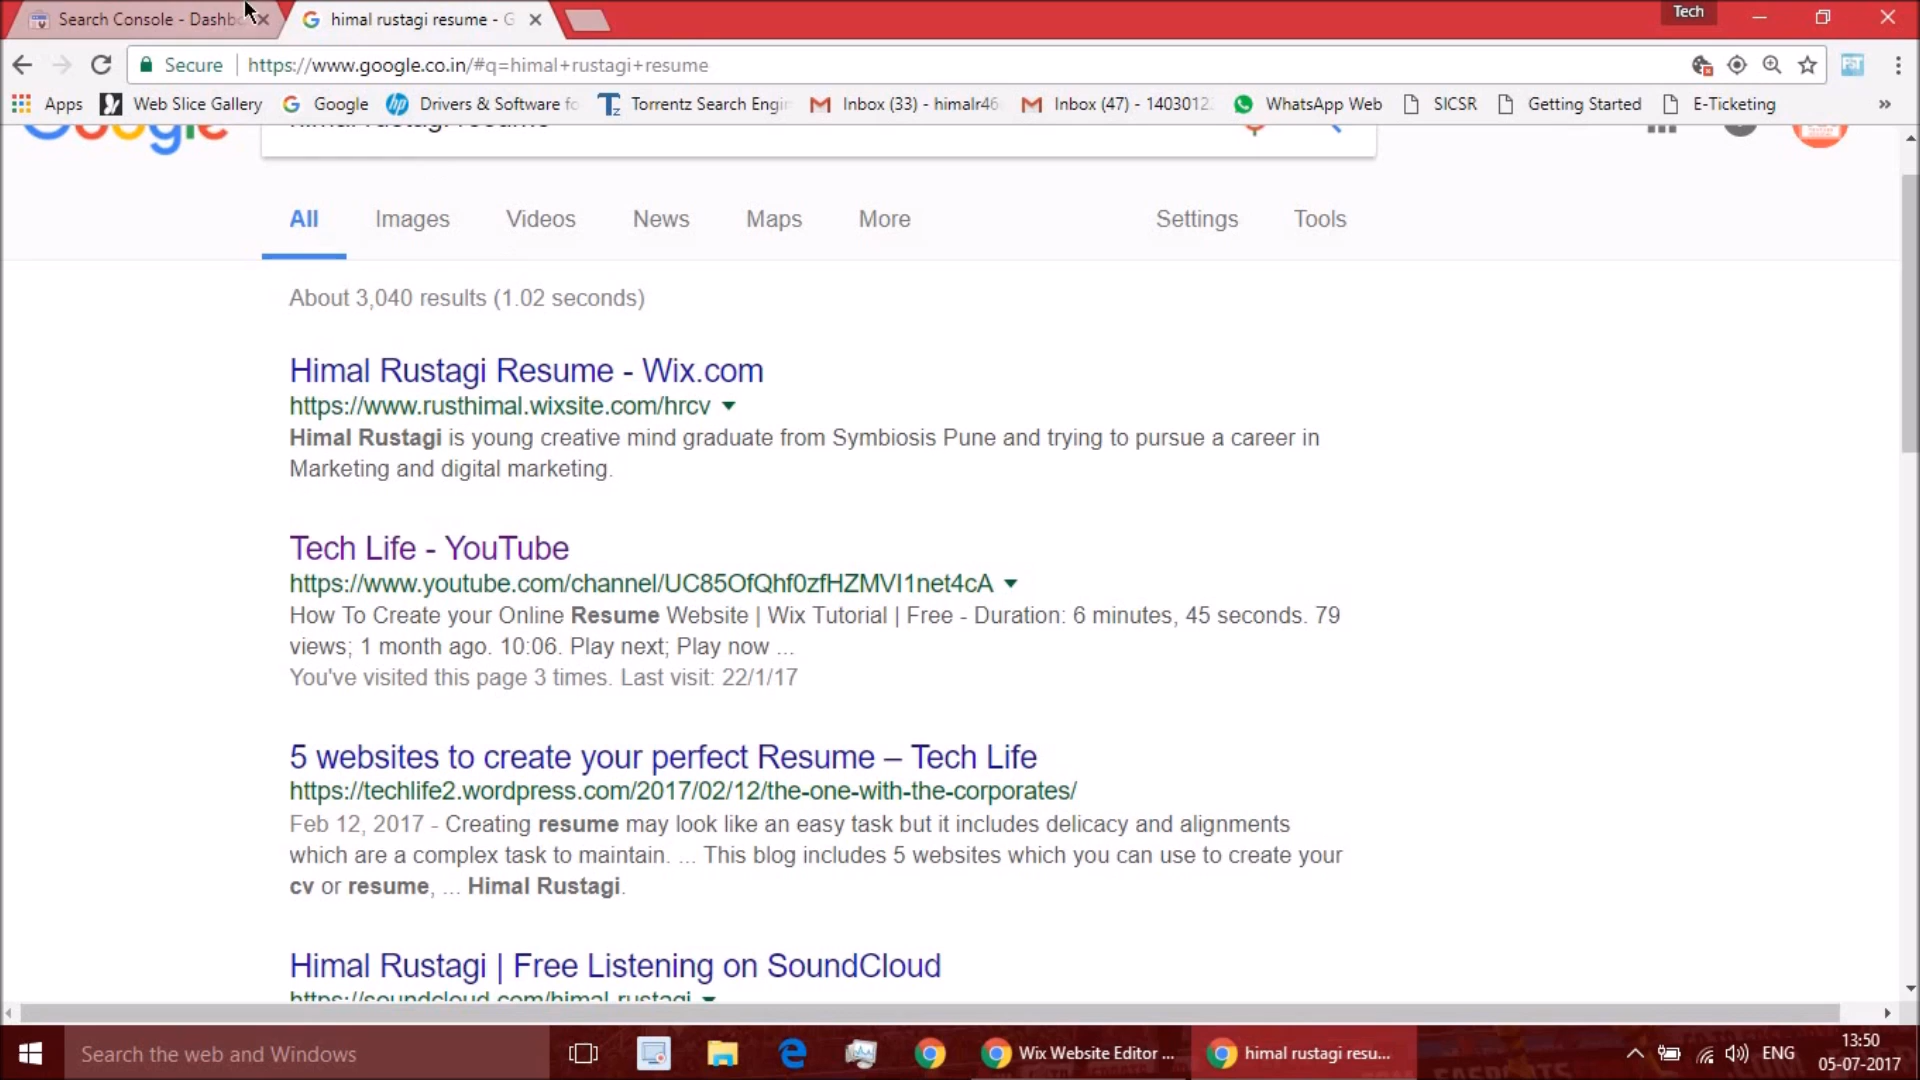 Search Console - Dashb
himal rustagi resume - G
Tech
Secure
https://www.google.co.in/#q=himal+rustagi+resume
Apps
Web Slice Gallery
Google
Drivers & Software fo
Torrentz Search Engin
Inbox (33) - himalr46
Inbox (47) - 1403012
WhatsApp Web
SICSR
Getting Started
E-Ticketing
»
Google
himal rustagi resume
All Images Videos News Maps More Settings Tools
About 3,040 results (1.02 seconds)
Himal Rustagi Resume - Wix.com
https://www.rusthimal.wixsite.com/hrcv
Himal Rustagi is young creative mind graduate from Symbiosis Pune and trying to pursue a career in
Marketing and digital marketing.
Tech Life - YouTube
https://www.youtube.com/channel/UC85OfQhf0zfHZMVI1net4cA
How To Create your Online Resume Website | Wix Tutorial | Free - Duration: 6 minutes, 45 seconds. 79
views; 1 month ago. 10:06. Play next; Play now ...
You've visited this page 3 times. Last visit: 22/1/17
5 websites to create your perfect Resume – Tech Life
https://techlife2.wordpress.com/2017/02/12/the-one-with-the-corporates/
Feb 12, 2017 - Creating resume may look like an easy task but it includes delicacy and alignments
which are a complex task to maintain. ... This blog includes 5 websites which you can use to create your
cv or resume, ... Himal Rustagi.
Himal Rustagi | Free Listening on SoundCloud
https://soundcloud.com/himal-rustagi
Search the web and Windows
Wix Website Editor ...
himal rustagi resu...
ENG
13:50
05-07-2017